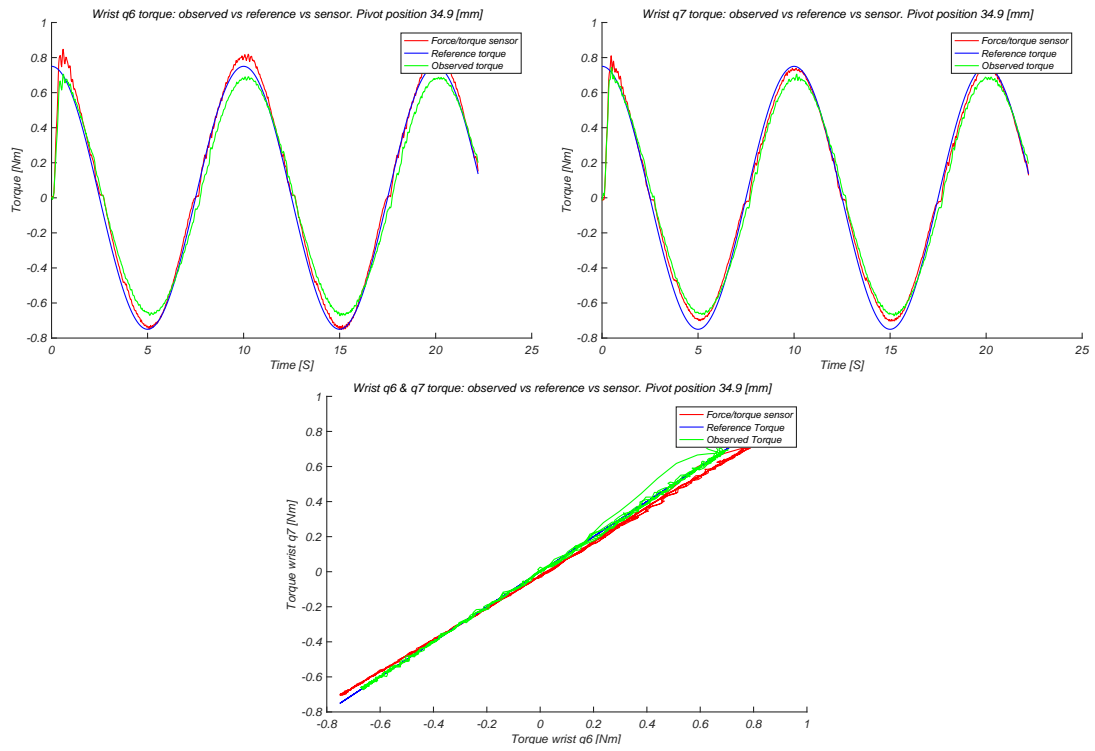 Wrist q6 torque: observed vs reference vs sensor. Pivot position 34.9 [mm]
1
0.8
0.6
0.4
0.2
0
-0.2
-0.4
-0.6
-0.8
Torque [Nm]
Force/torque sensor
Reference torque
Observed torque
0 5 10 15 20 25
Time [S]
Wrist q7 torque: observed vs reference vs sensor. Pivot position 34.9 [mm]
1
0.8
0.6
0.4
0.2
0
-0.2
-0.4
-0.6
-0.8
Torque [Nm]
Force/torque sensor
Reference torque
Observed torque
0 5 10 15 20 25
Time [S]
Wrist q6 & q7 torque: observed vs reference vs sensor. Pivot position 34.9 [mm]
1
0.8
0.6
0.4
0.2
0
-0.2
-0.4
-0.6
-0.8
Torque wrist q7 [Nm]
Force/torque sensor
Reference Torque
Observed Torque
-0.8 -0.6 -0.4 -0.2 0 0.2 0.4 0.6 0.8 1
Torque wrist q6 [Nm]